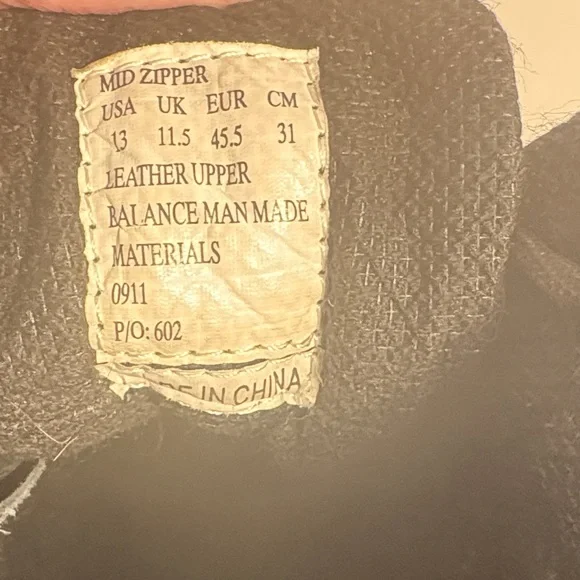 MID ZIPPER
USA UK EUR CM
13 11.5 45.5 31
LEATHER UPPER
BALANCE MAN MADE
MATERIALS
0911
P/O: 602
IN CHINA